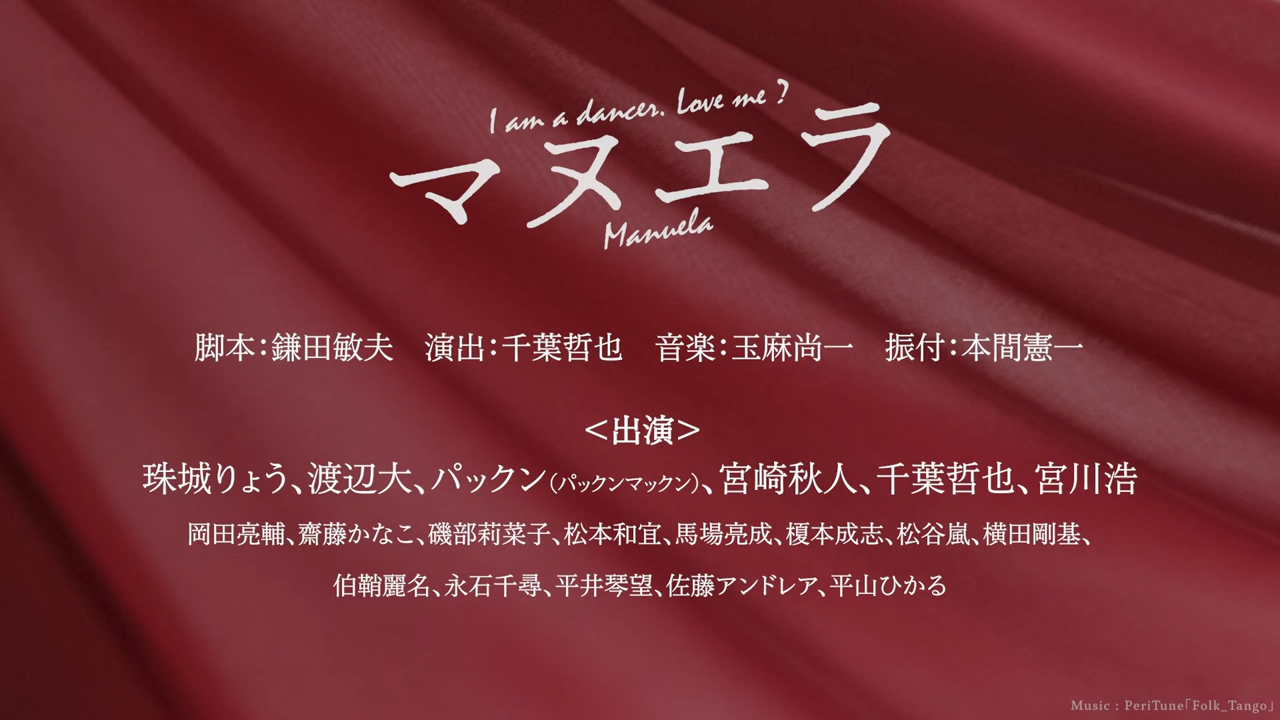 I am a dancer. Love me ?
マヌエラ
Manuela
脚本：鎌田敏夫　演出：千葉哲也　音楽：玉麻尚一　振付：本間憲一
＜出演＞
珠城りょう、渡辺大、パックン（パックンマックン）、宮崎秋人、千葉哲也、宮川浩
岡田亮輔、齋藤かなこ、磯部莉菜子、松本和宜、馬場亮成、榎本成志、松谷嵐、横田剛基、
伯鞘麗名、永石千尋、平井琴望、佐藤アンドレア、平山ひかる
Music : PeriTune「Folk_Tango」